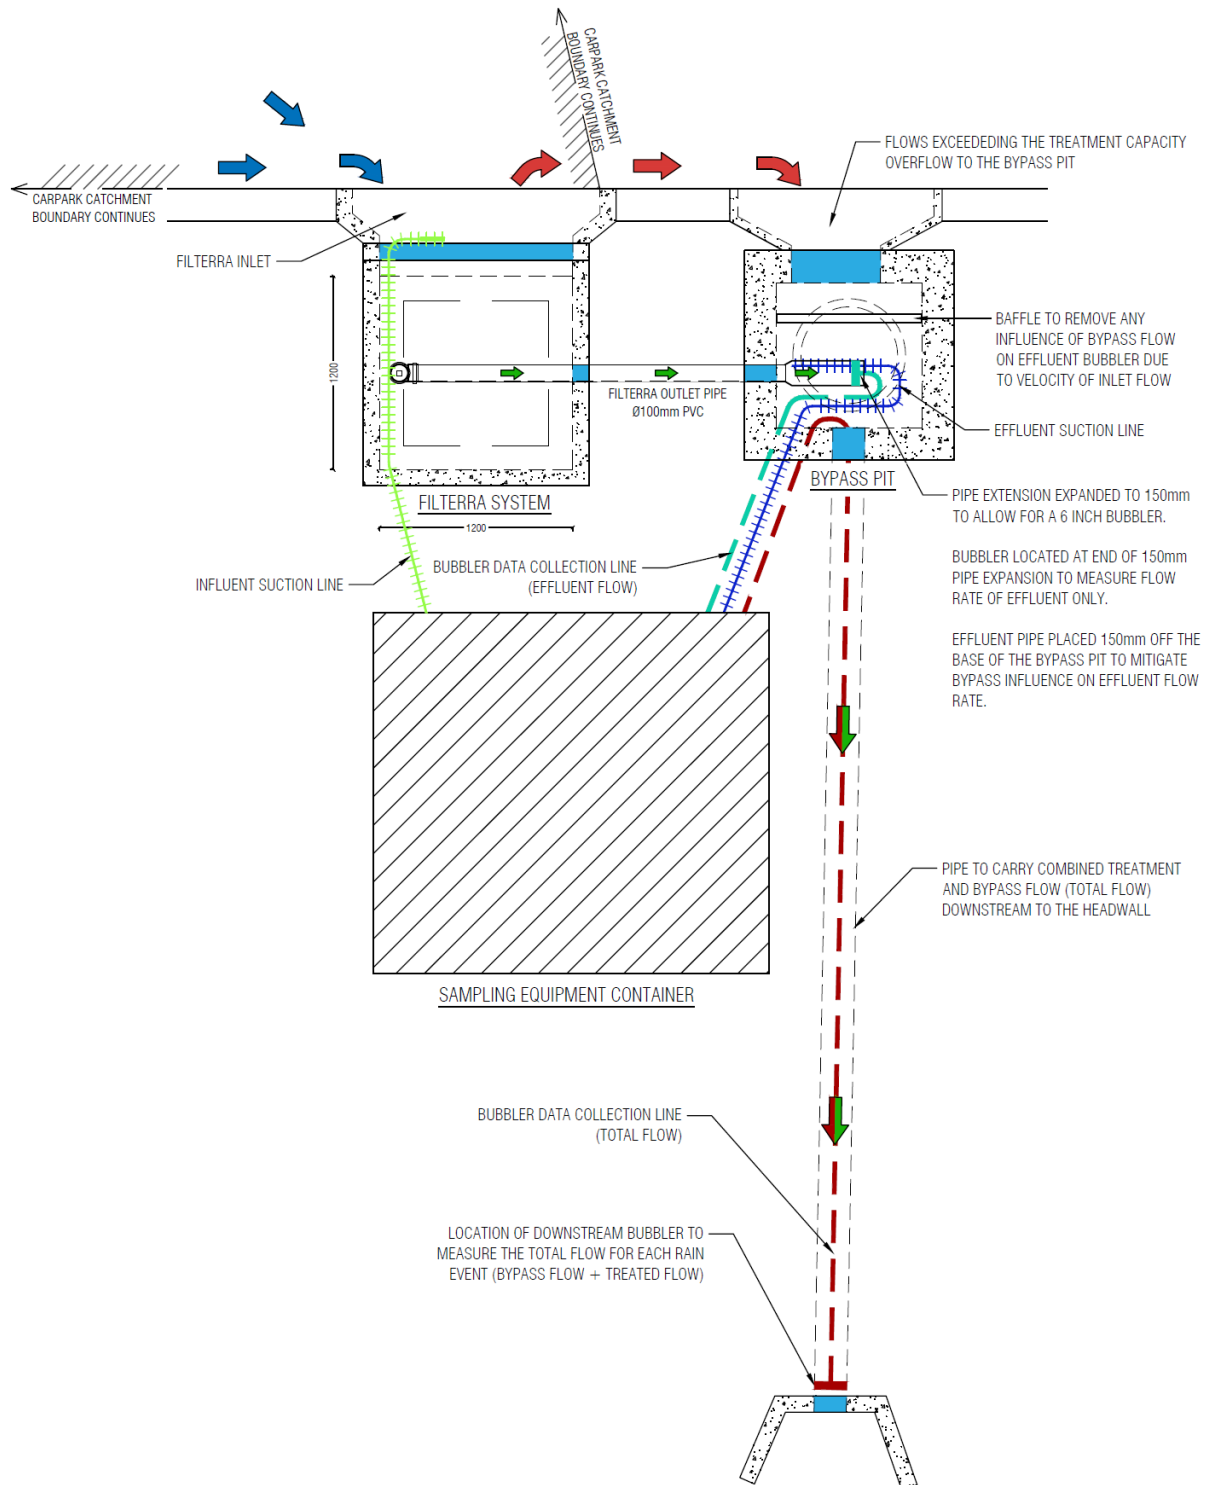 CARPARK CATCHMENT
BOUNDARY CONTINUES
FLOWS EXCEEDEDING THE TREATMENT CAPACITY
OVERFLOW TO THE BYPASS PIT
CARPARK CATCHMENT
BOUNDARY CONTINUES
FILTERRA INLET
BAFFLE TO REMOVE ANY
INFLUENCE OF BYPASS FLOW
ON EFFLUENT BUBBLER DUE
TO VELOCITY OF INLET FLOW
1200
FILTERRA OUTLET PIPE
Ø100mm PVC
EFFLUENT SUCTION LINE
BYPASS PIT
FILTERRA SYSTEM
1200
PIPE EXTENSION EXPANDED TO 150mm
TO ALLOW FOR A 6 INCH BUBBLER.
BUBBLER LOCATED AT END OF 150mm
PIPE EXPANSION TO MEASURE FLOW
RATE OF EFFLUENT ONLY.
EFFLUENT PIPE PLACED 150mm OFF THE
BASE OF THE BYPASS PIT TO MITIGATE
BYPASS INFLUENCE ON EFFLUENT FLOW
RATE.
INFLUENT SUCTION LINE
BUBBLER DATA COLLECTION LINE
(EFFLUENT FLOW)
PIPE TO CARRY COMBINED TREATMENT
AND BYPASS FLOW (TOTAL FLOW)
DOWNSTREAM TO THE HEADWALL
SAMPLING EQUIPMENT CONTAINER
BUBBLER DATA COLLECTION LINE
(TOTAL FLOW)
LOCATION OF DOWNSTREAM BUBBLER TO
MEASURE THE TOTAL FLOW FOR EACH RAIN
EVENT (BYPASS FLOW + TREATED FLOW)